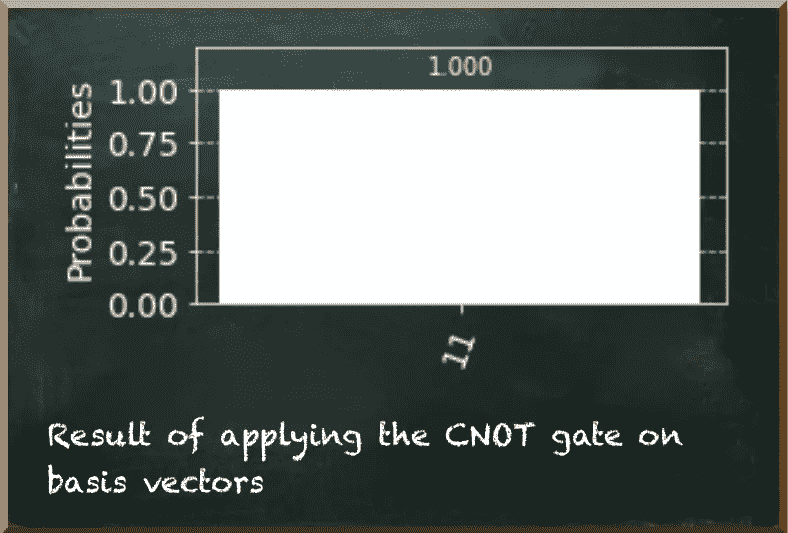 1.000
Probabilities
1.00
0.75
0.50
0.25
0.00
11
Result of applying the CNOT gate on
basis vectors